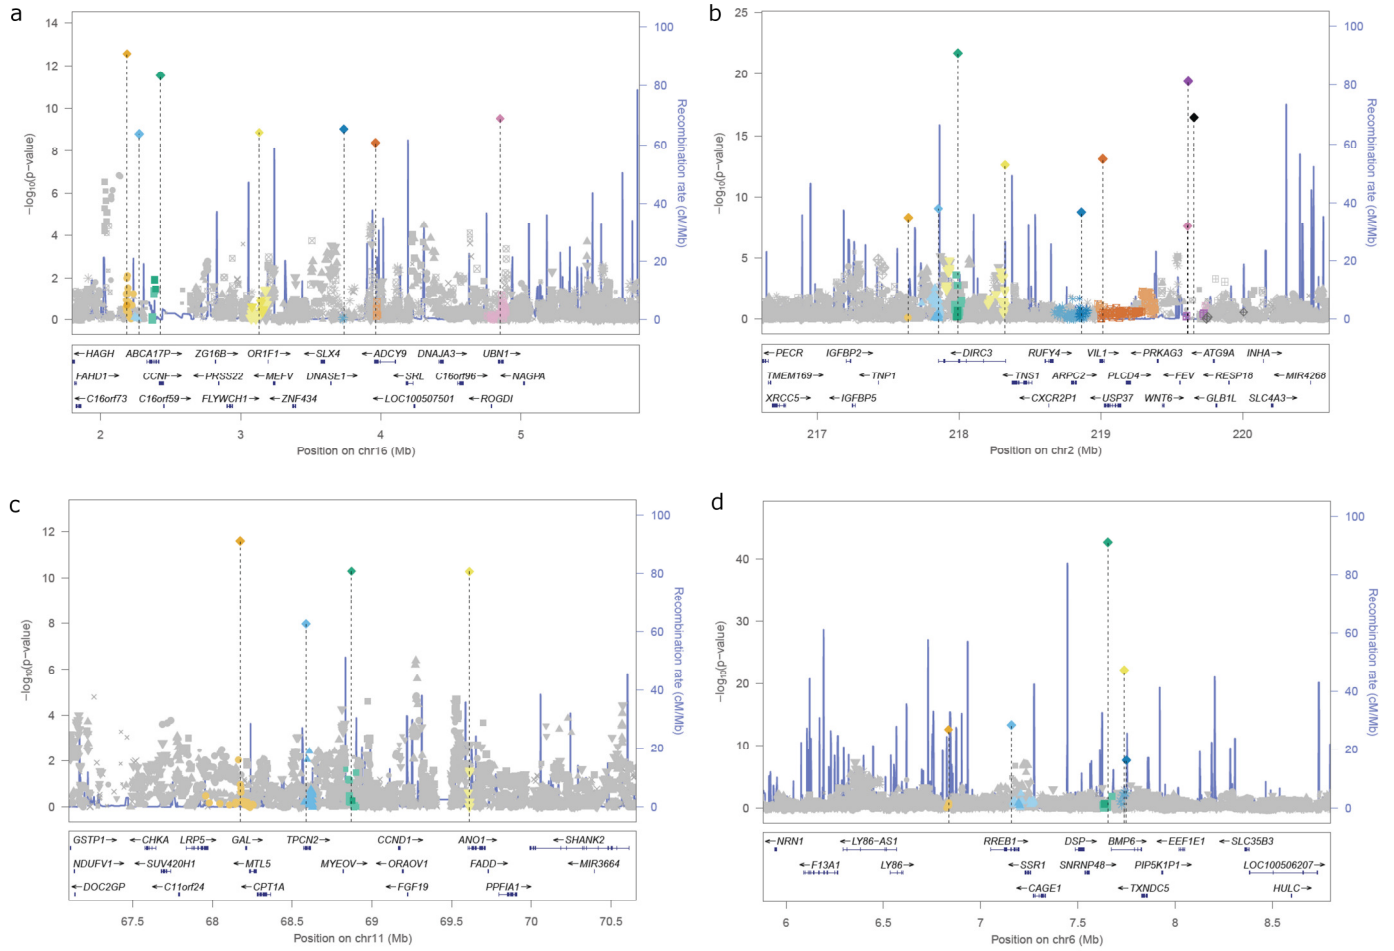 a
14
12
10
8
6
4
2
0
−log10(p−value)
100
80
60
40
20
0
Recombination rate (cM/Mb)
←HAGH ABCA17P→ ZG16B→ OR1F1→ ←SLX4 ←ADCY9 DNAJA3→ UBN1→
FAHD1→ CCNF→ ←PRSS22 ←MEFV DNASE1→ ←SRL C16orf96→ ←NAGPA
←C16orf73 C16orf59→ FLYWCH1→ ←ZNF434 ←LOC100507501 ←ROGDI
2 3 4 5
Position on chr16 (Mb)
b
25
20
15
10
5
0
−log10(p−value)
100
80
60
40
20
0
Recombination rate (cM/Mb)
←PECR IGFBP2→ ←DIRC3 RUFY4→ VIL1→ ←PRKAG3 ←ATG9A INHA→
TMEM169→ ←TNP1 ←TNS1 ARPC2→ PLCD4→ ←FEV ←RESP18 ←MIR4268
XRCC5→ ←IGFBP5 ←CXCR2P1 ←USP37 WNT6→ ←GLB1L SLC4A3→
217 218 219 220
Position on chr2 (Mb)
c
12
10
8
6
4
2
0
−log10(p−value)
100
80
60
40
20
0
Recombination rate (cM/Mb)
GSTP1→ ←CHKA LRP5→ GAL→ TPCN2→ CCND1→ ANO1→ ←SHANK2
NDUFV1→ ←SUV420H1 ←MTL5 MYEOV→ ←ORAOV1 FADD→ ←MIR3664
←DOC2GP ←C11orf24 ←CPT1A ←FGF19 PPFIA1→
67.5 68 68.5 69 69.5 70 70.5
Position on chr11 (Mb)
d
40
30
20
10
0
−log10(p−value)
100
80
60
40
20
0
Recombination rate (cM/Mb)
←NRN1 ←LY86−AS1 RREB1→ DSP→ BMP6→ ←EEF1E1 ←SLC35B3
←F13A1 LY86→ ←SSR1 SNRNP48→ PIP5K1P1→ LOC100506207→
←CAGE1 ←TXNDC5 HULC→
6 6.5 7 7.5 8 8.5
Position on chr6 (Mb)